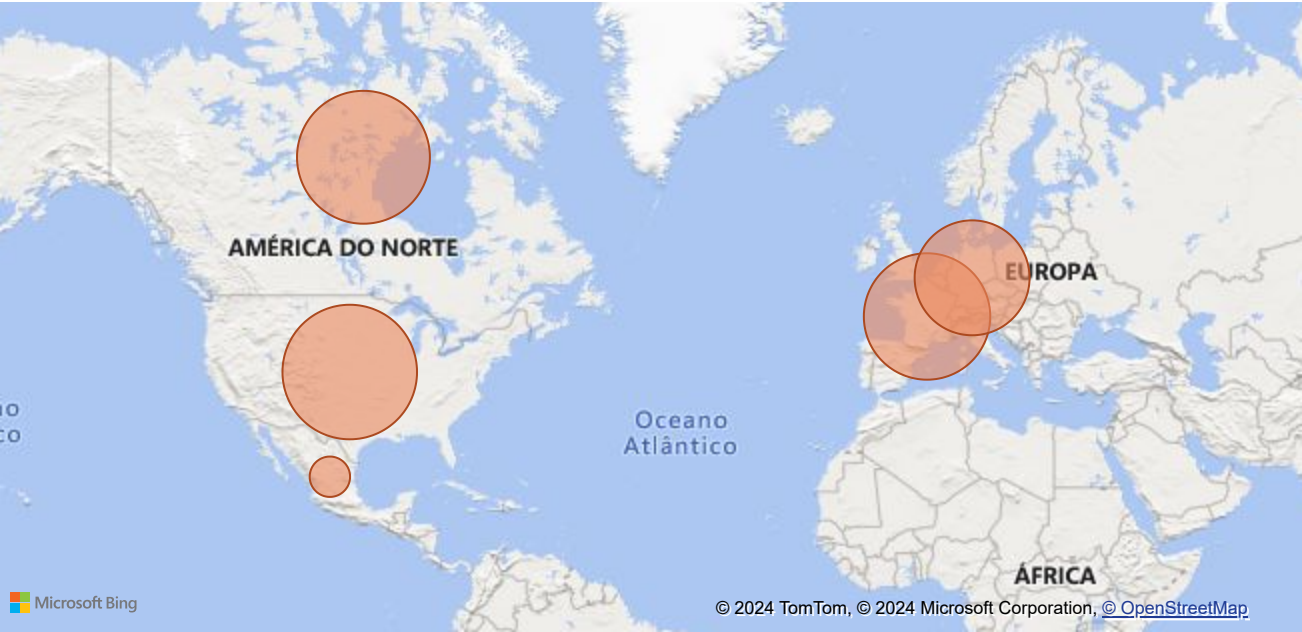 AMÉRICA DO NORTE
EUROPA
Oceano
Atlântico
ÁFRICA
Microsoft Bing
© 2024 TomTom, © 2024 Microsoft Corporation, © OpenStreetMap